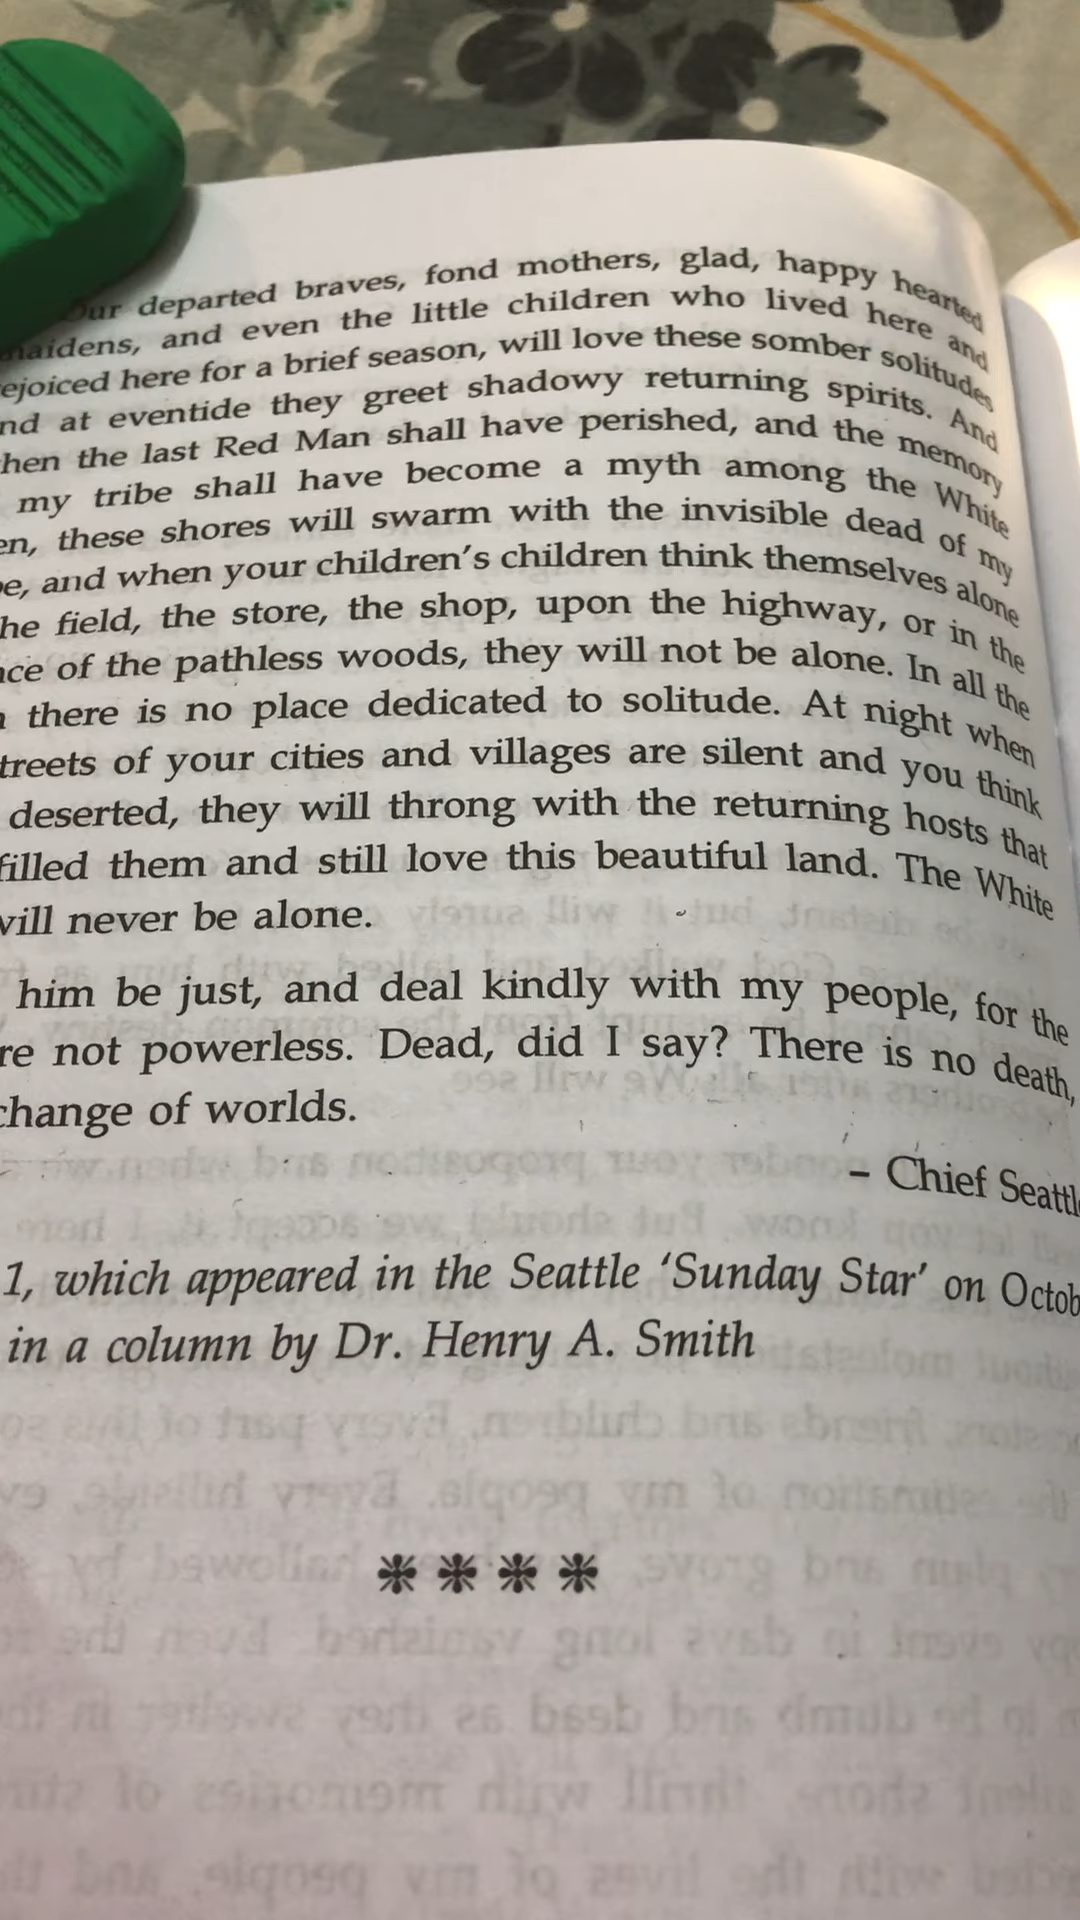 departed braves, fond mothers, glad, happy hearted
maidens, and even the little children who lived here and
ejoiced here for a brief season, will love these somber solitudes
nd at eventide they greet shadowy returning spirits. And
hen the last Red Man shall have perished, and the memory
my tribe shall have become a myth among the White
en, these shores will swarm with the invisible dead of my
be, and when your children's children think themselves alone
he field, the store, the shop, upon the highway, or in the
nce of the pathless woods, they will not be alone. In all the
there is no place dedicated to solitude. At night when
treets of your cities and villages are silent and you think
deserted, they will throng with the returning hosts that
filled them and still love this beautiful land. The White
will never be alone.
him be just, and deal kindly with my people, for the
re not powerless. Dead, did I say? There is no death,
change of worlds.
– Chief Seattle
1, which appeared in the Seattle ‘Sunday Star’ on Octob
in a column by Dr. Henry A. Smith